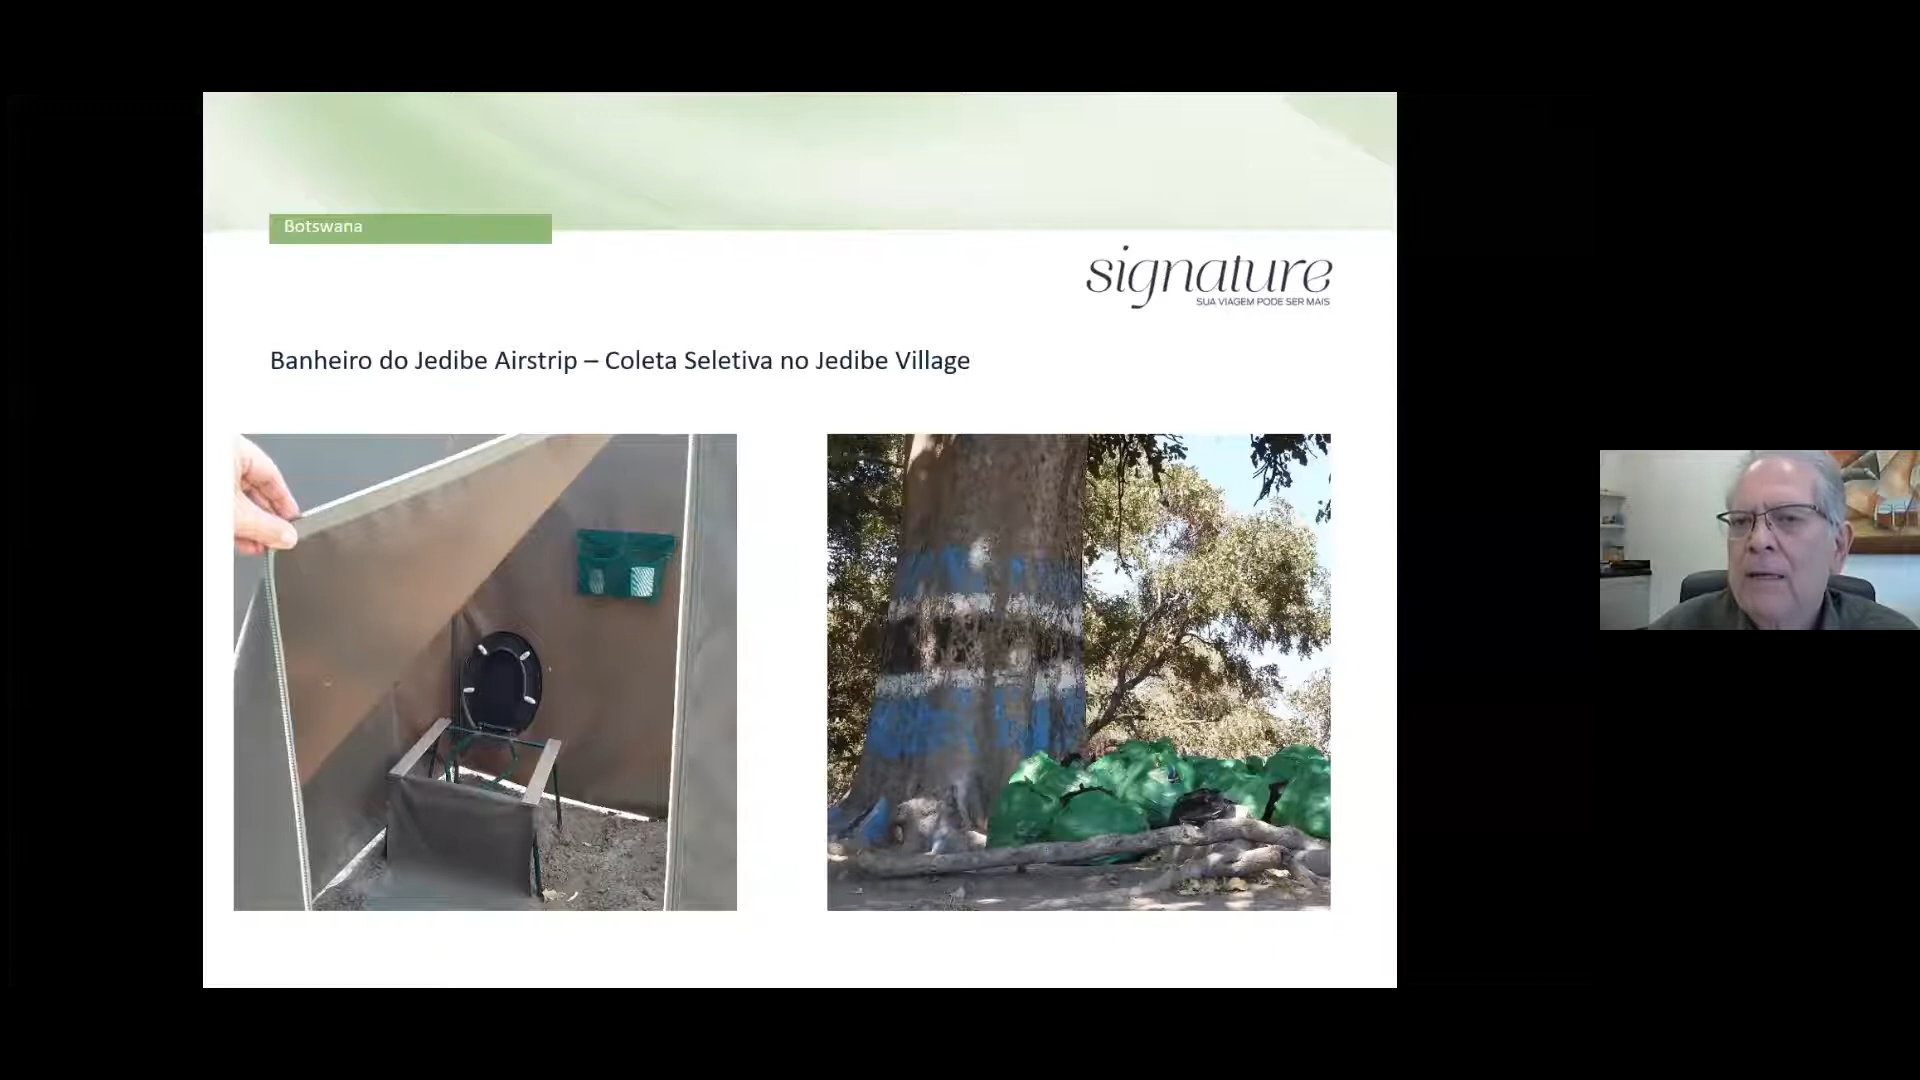 Botswana
signature
SUA VIAGEM PODE SER MAIS
Banheiro do Jedibe Airstrip – Coleta Seletiva no Jedibe Village